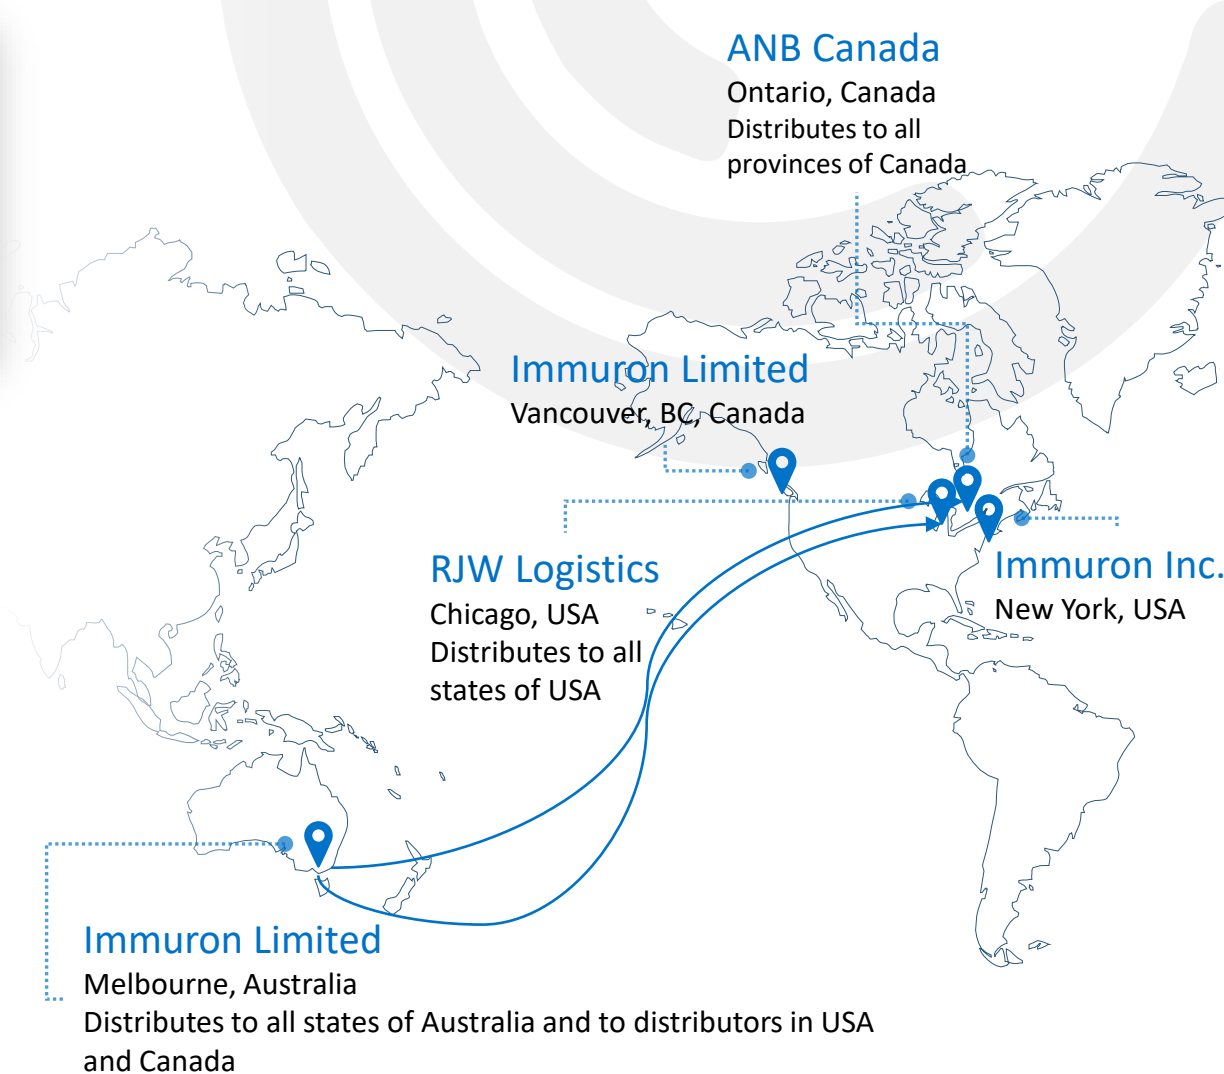 ANB Canada
Ontario, Canada
Distributes to all
provinces of Canada
Immuron Limited
Vancouver, BC, Canada
RJW Logistics
Chicago, USA
Distributes to all
states of USA
Immuron Inc.
New York, USA
Immuron Limited
Melbourne, Australia
Distributes to all states of Australia and to distributors in USA
and Canada